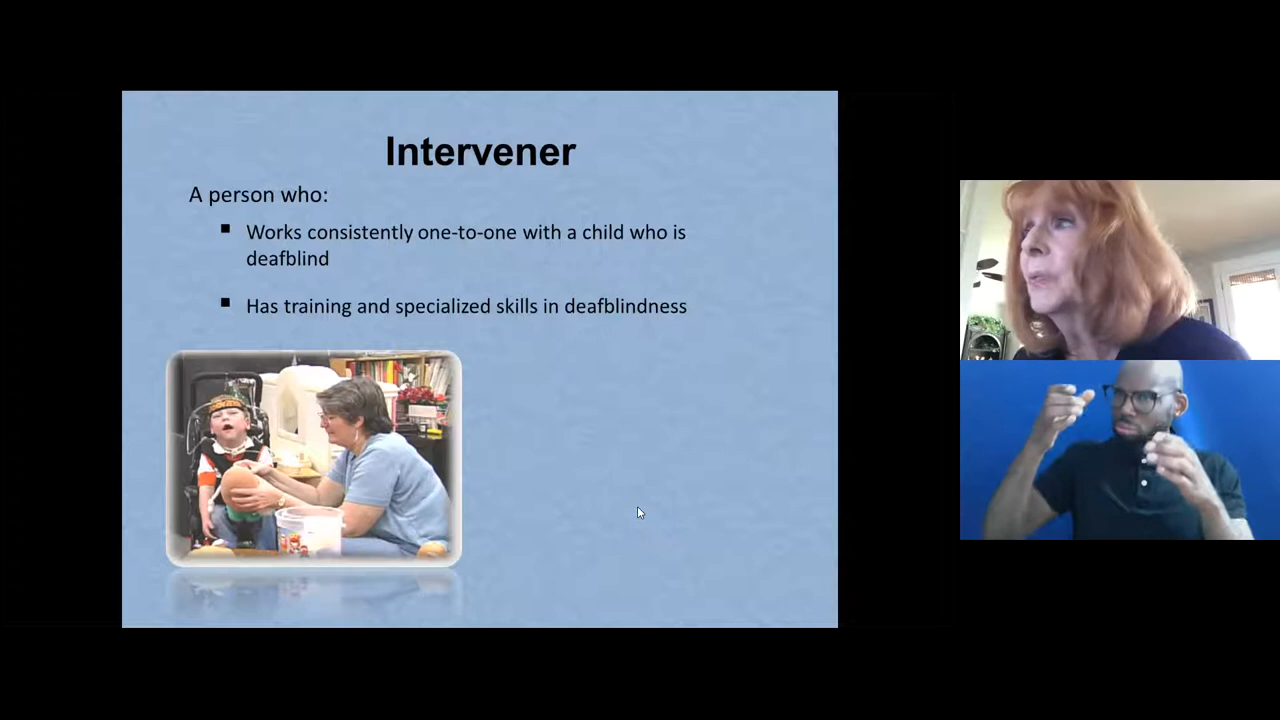 Intervener
A person who:
▪ Works consistently one-to-one with a child who is
deafblind
▪ Has training and specialized skills in deafblindness